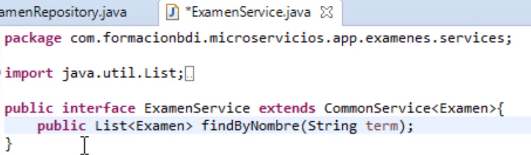 amenRepository.java
*ExamenService.java
package com.formacionbdi.microservicios.app.examenes.services;
import java.util.List;
public interface ExamenService extends CommonService<Examen>{
public List<Examen> findByNombre(String term);
}